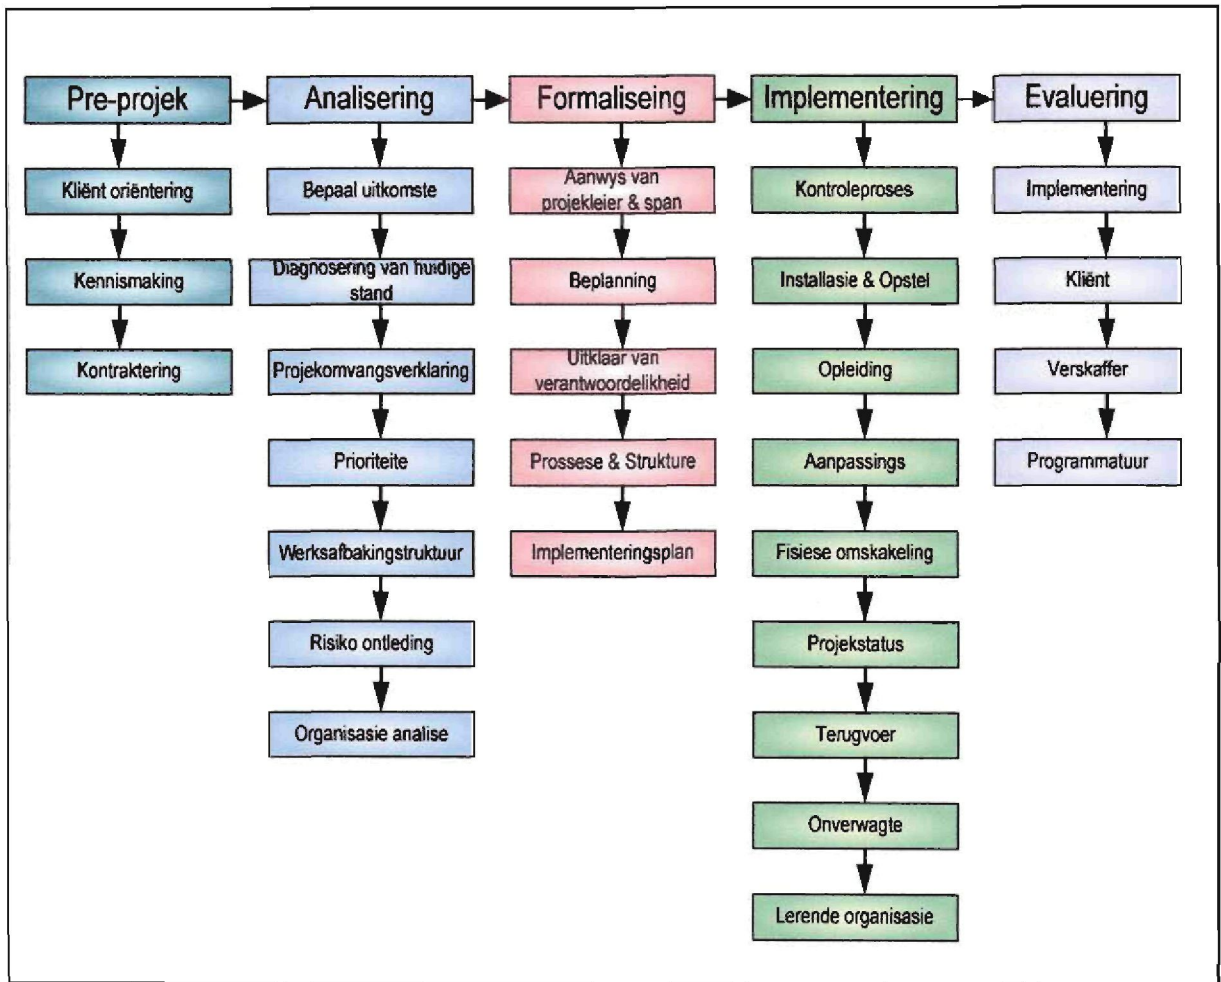 Pre-projek
Kliënt oriëntering
Kennismaking
Kontraktering
Analisering
Bepaal uitkomste
Diagnosering van huidige
stand
Projekomvangsverklaring
Prioriteite
Werksafbakingstruktuur
Risiko ontleding
Organisasie analise
Formaliseing
Aanwys van
projekleier & span
Beplanning
Uitklaar van
verantwoordelikheid
Prossese & Strukture
Implementeringsplan
Implementering
Kontroleproses
Installasie & Opstel
Opleiding
Aanpassings
Fisiese omskakeling
Projekstatus
Terugvoer
Onverwagte
Lerende organisasie
Evaluering
Implementering
Kliënt
Verskaffer
Programmatuur